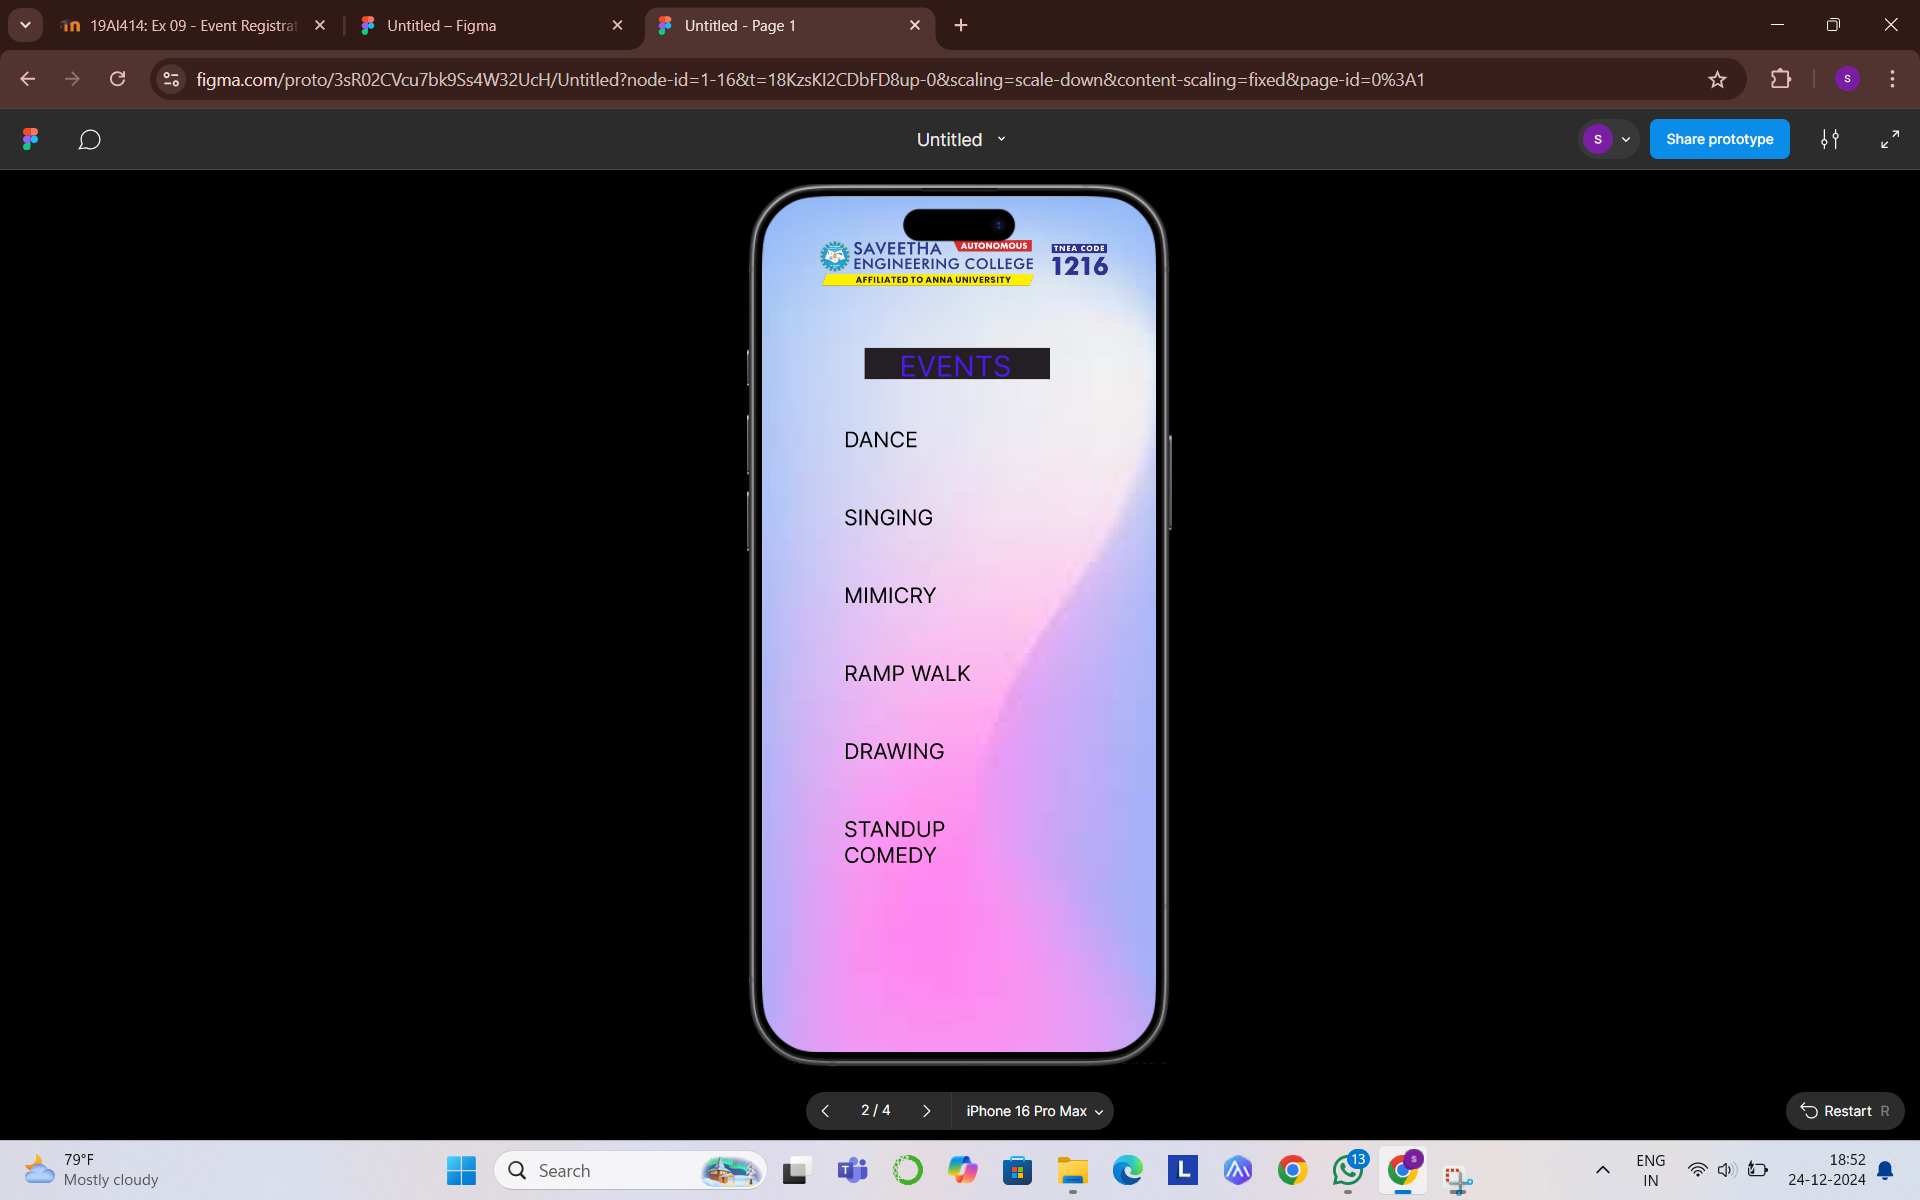 19AI414: Ex 09 - Event Registrat
Untitled – Figma
Untitled - Page 1
figma.com/proto/3sR02CVcu7bk9Ss4W32UcH/Untitled?node-id=1-16&t=18KzsKI2CDbFD8up-0&scaling=scale-down&content-scaling=fixed&page-id=0%3A1
S
Untitled
S
Share prototype
SAVEETHA AUTONOMOUS
ENGINEERING COLLEGE
AFFILIATED TO ANNA UNIVERSITY
TNEA CODE
1216
EVENTS
DANCE
SINGING
MIMICRY
RAMP WALK
DRAWING
STANDUP
COMEDY
2 / 4
iPhone 16 Pro Max
Restart R
79°F
Mostly cloudy
Search
L
13
S
ENG
IN
18:52
24-12-2024